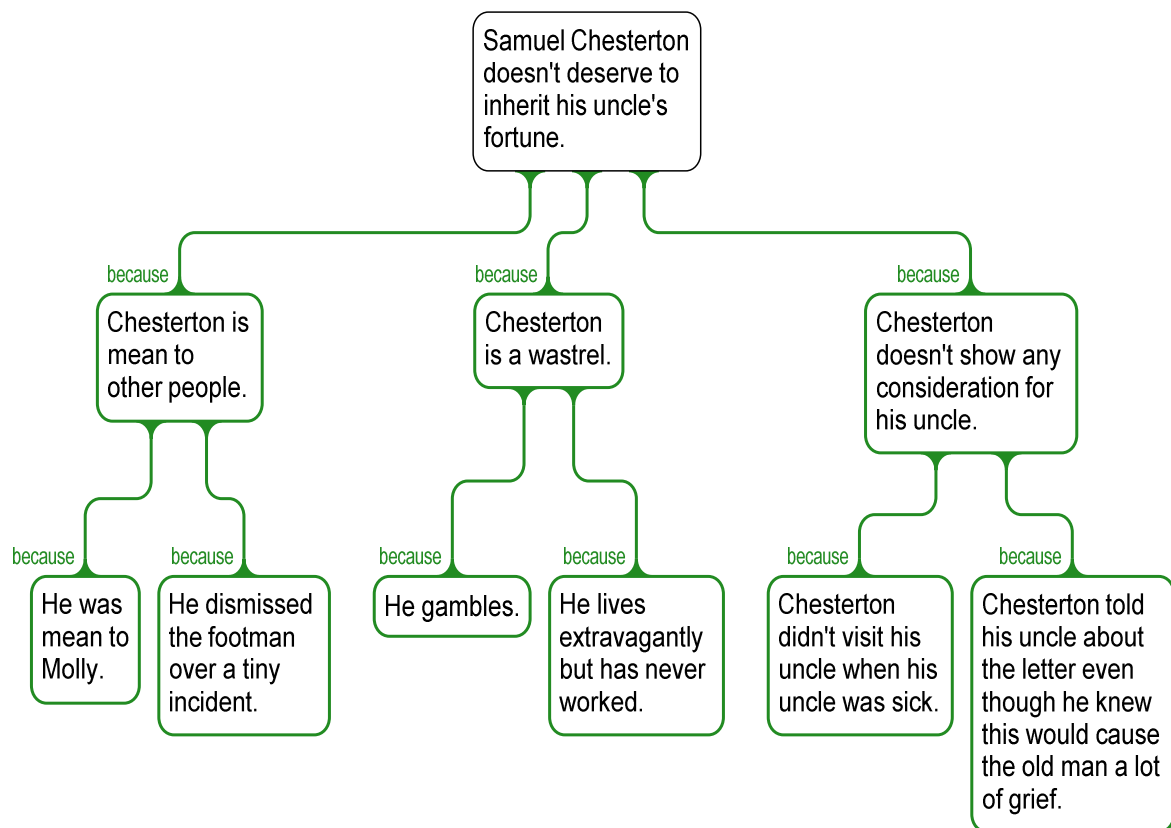 Samuel Chesterton
doesn't deserve to
inherit his uncle's
fortune.
because
because
because
Chesterton is
mean to
other people.
Chesterton
is a wastrel.
Chesterton
doesn't show any
consideration for
his uncle.
because
because
because
because
because
because
He was
mean to
Molly.
He dismissed
the footman
over a tiny
incident.
He gambles.
He lives
extravagantly
but has never
worked.
Chesterton
didn't visit his
uncle when his
uncle was sick.
Chesterton told
his uncle about
the letter even
though he knew
this would cause
the old man a lot
of grief.